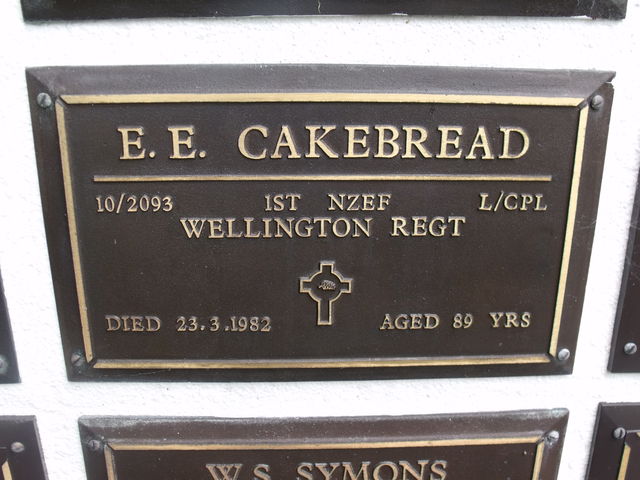 E. E. CAKEBREAD
10/2093 1ST NZEF L/CPL
WELLINGTON REGT
DIED 23.3.1982 AGED 89 YRS
W.S. SYMONS